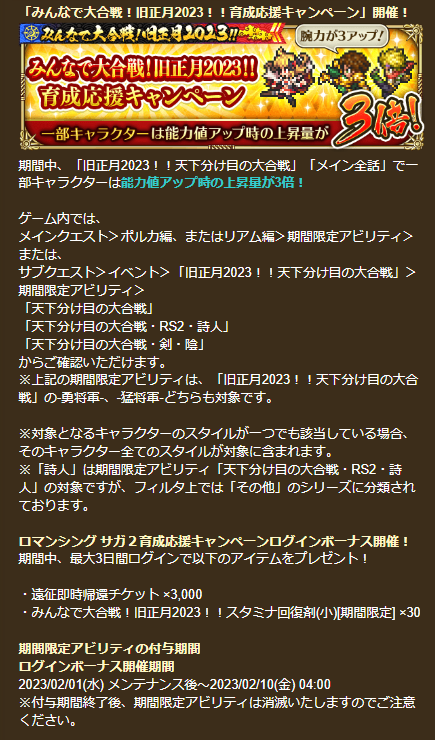 「みんなで大合戦！旧正月2023！！育成応援キャンペーン」開催！
みんなで大合戦!旧正月2023!!
腕力が3アップ!
みんなで大合戦!旧正月2023!!
育成応援キャンペーン
一部キャラクターは能力値アップ時の上昇量が
3倍!
期間中、「旧正月2023！！天下分け目の大合戦」「メイン全話」で一
部キャラクターは能力値アップ時の上昇量が3倍！
ゲーム内では、
メインクエスト＞ポルカ編、またはリアム編＞期間限定アビリティ＞
または、
サブクエスト＞イベント＞「旧正月2023！！天下分け目の大合戦」＞
期間限定アビリティ＞
「天下分け目の大合戦」
「天下分け目の大合戦・RS2・詩人」
「天下分け目の大合戦・剣・陰」
からご確認いただけます。
※上記の期間限定アビリティは、「旧正月2023！！天下分け目の大合
戦」の-勇将軍-、-猛将軍-どちらも対象です。
※対象となるキャラクターのスタイルが一つでも該当している場合、
そのキャラクター全てのスタイルが対象に含まれます。
※「詩人」は期間限定アビリティ「天下分け目の大合戦・RS2・詩
人」の対象ですが、フィルタ上では「その他」のシリーズに分類され
ております。
ロマンシング サガ２育成応援キャンペーンログインボーナス開催！
期間中、最大3日間ログインで以下のアイテムをプレゼント！
・遠征即時帰還チケット ×3,000
・みんなで大合戦！旧正月2023！！スタミナ回復剤(小)[期間限定] ×30
期間限定アビリティの付与期間
ログインボーナス開催期間
2023/02/01(水) メンテナンス後～2023/02/10(金) 04:00
※付与期間終了後、期間限定アビリティは消滅いたしますのでご注意
ください。